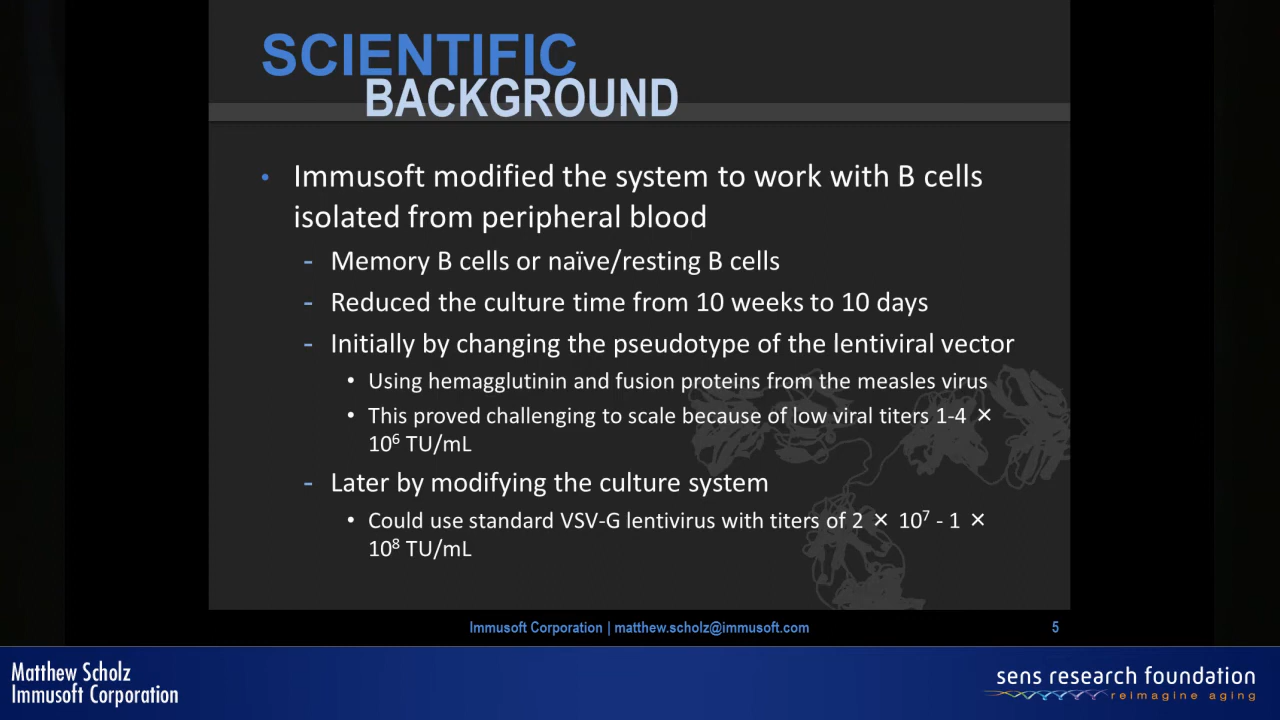 SCIENTIFIC
BACKGROUND
• Immusoft modified the system to work with B cells
isolated from peripheral blood
- Memory B cells or naïve/resting B cells
- Reduced the culture time from 10 weeks to 10 days
- Initially by changing the pseudotype of the lentiviral vector
• Using hemagglutinin and fusion proteins from the measles virus
• This proved challenging to scale because of low viral titers 1-4 ×
10⁶ TU/mL
- Later by modifying the culture system
• Could use standard VSV-G lentivirus with titers of 2 × 10⁷ - 1 ×
10⁸ TU/mL
Immusoft Corporation | matthew.scholz@immusoft.com 5
Matthew Scholz
Immusoft Corporation
sens research foundation
reimagine aging